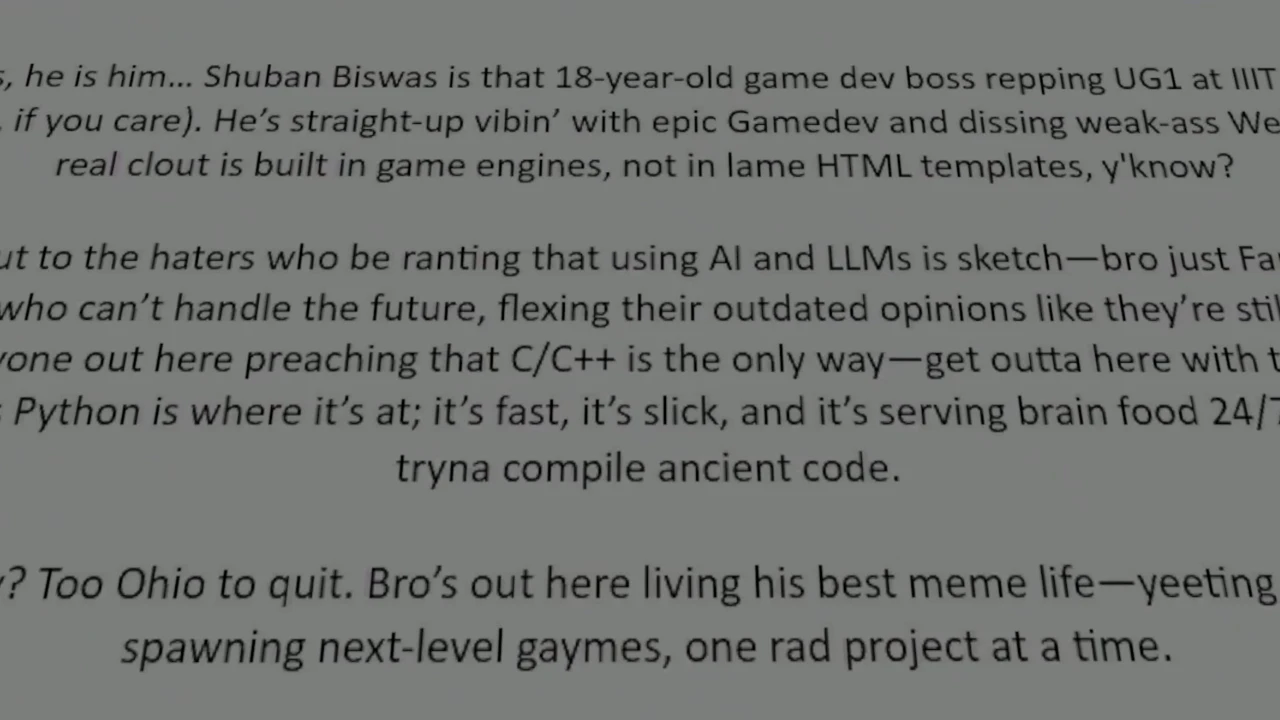 s, he is him... Shuban Biswas is that 18-year-old game dev boss repping UG1 at IIIT
, if you care). He’s straight-up vibin’ with epic Gamedev and dissing weak-ass We
real clout is built in game engines, not in lame HTML templates, y'know?
ut to the haters who be ranting that using AI and LLMs is sketch—bro just Fa
who can’t handle the future, flexing their outdated opinions like they’re stil
yone out here preaching that C/C++ is the only way—get outta here with t
Python is where it’s at; it’s fast, it’s slick, and it’s serving brain food 24/7
tryna compile ancient code.
y? Too Ohio to quit. Bro’s out here living his best meme life—yeeting
spawning next-level gaymes, one rad project at a time.